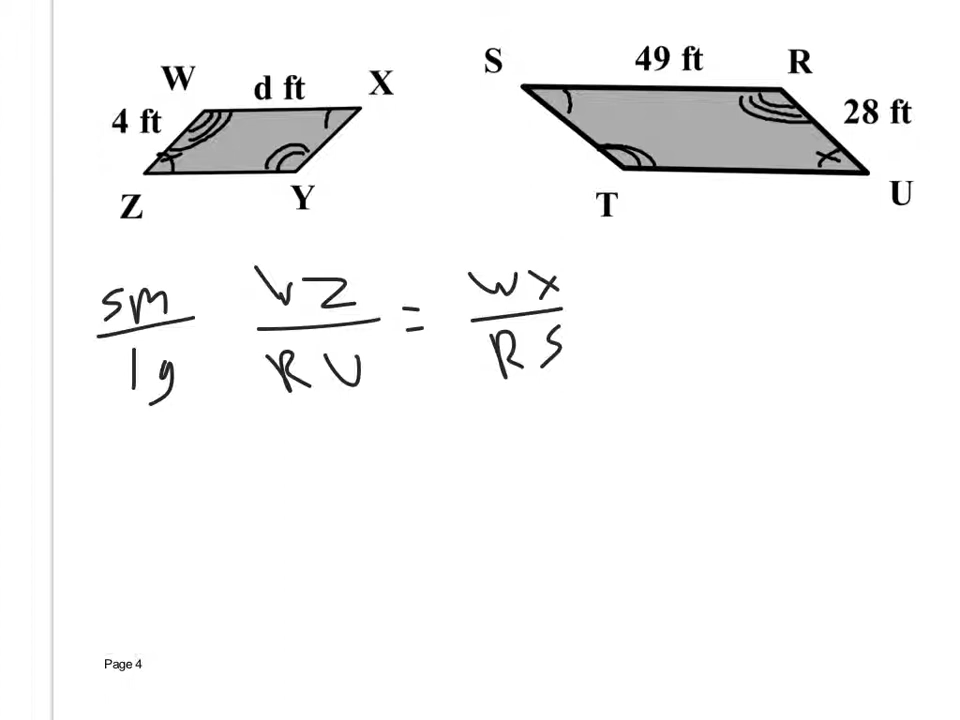 S 49 ft R
W d ft X
4 ft 28 ft
Z Y T U
sm/lg WZ/RU = WX/RS
Page 4